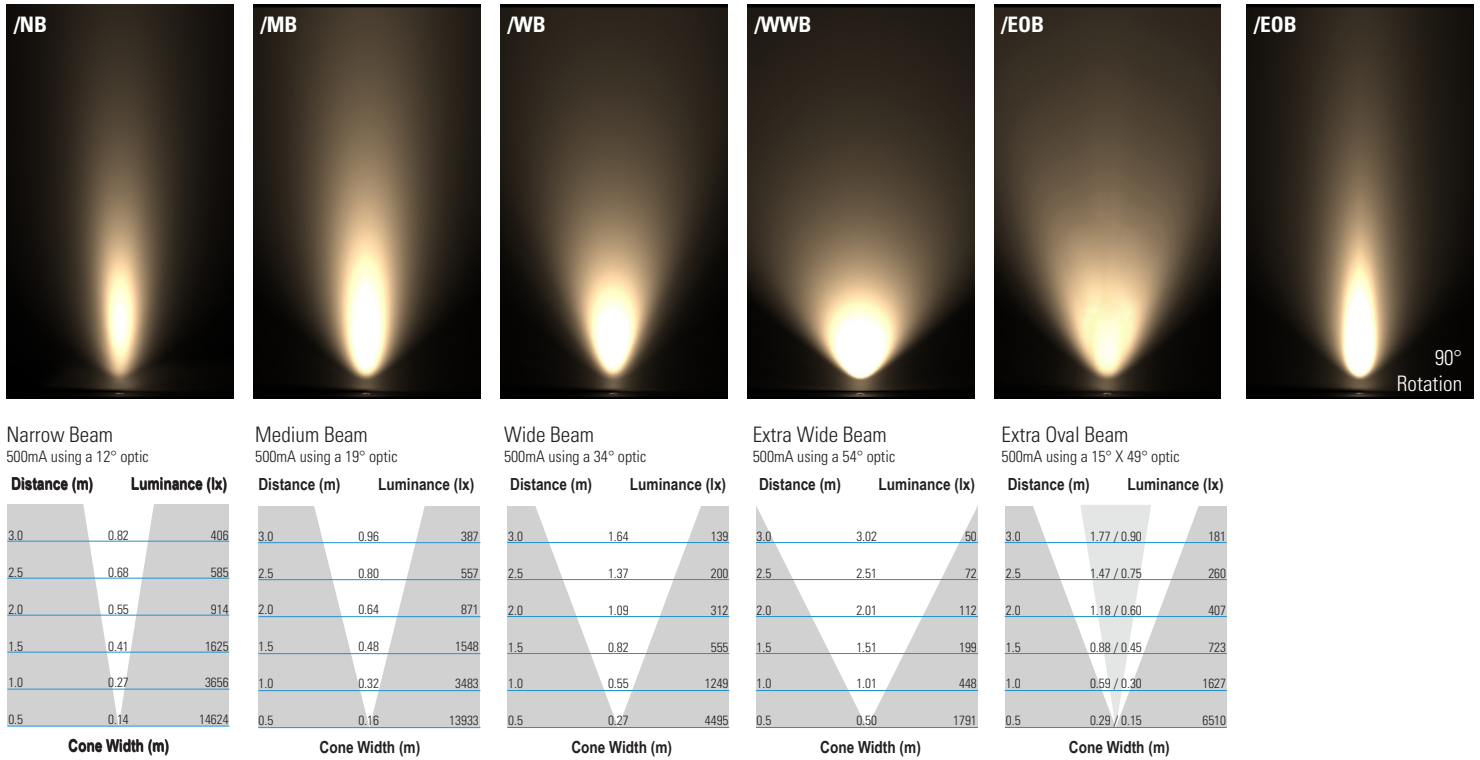 /NB
/MB
/WB
/WWB
/EOB
/EOB
90°
Rotation
Narrow Beam
500mA using a 12° optic
Distance (m) Luminance (lx)
3.0 0.82 406
2.5 0.68 585
2.0 0.55 914
1.5 0.41 1625
1.0 0.27 3656
0.5 0.14 14624
Cone Width (m)
Medium Beam
500mA using a 19° optic
Distance (m) Luminance (lx)
3.0 0.96 387
2.5 0.80 557
2.0 0.64 871
1.5 0.48 1548
1.0 0.32 3483
0.5 0.16 13933
Cone Width (m)
Wide Beam
500mA using a 34° optic
Distance (m) Luminance (lx)
3.0 1.64 139
2.5 1.37 200
2.0 1.09 312
1.5 0.82 555
1.0 0.55 1249
0.5 0.27 4495
Cone Width (m)
Extra Wide Beam
500mA using a 54° optic
Distance (m) Luminance (lx)
3.0 3.02 50
2.5 2.51 72
2.0 2.01 112
1.5 1.51 199
1.0 1.01 448
0.5 0.50 1791
Cone Width (m)
Extra Oval Beam
500mA using a 15° X 49° optic
Distance (m) Luminance (lx)
3.0 1.77 / 0.90 181
2.5 1.47 / 0.75 260
2.0 1.18 / 0.60 407
1.5 0.88 / 0.45 723
1.0 0.59 / 0.30 1627
0.5 0.29 / 0.15 6510
Cone Width (m)